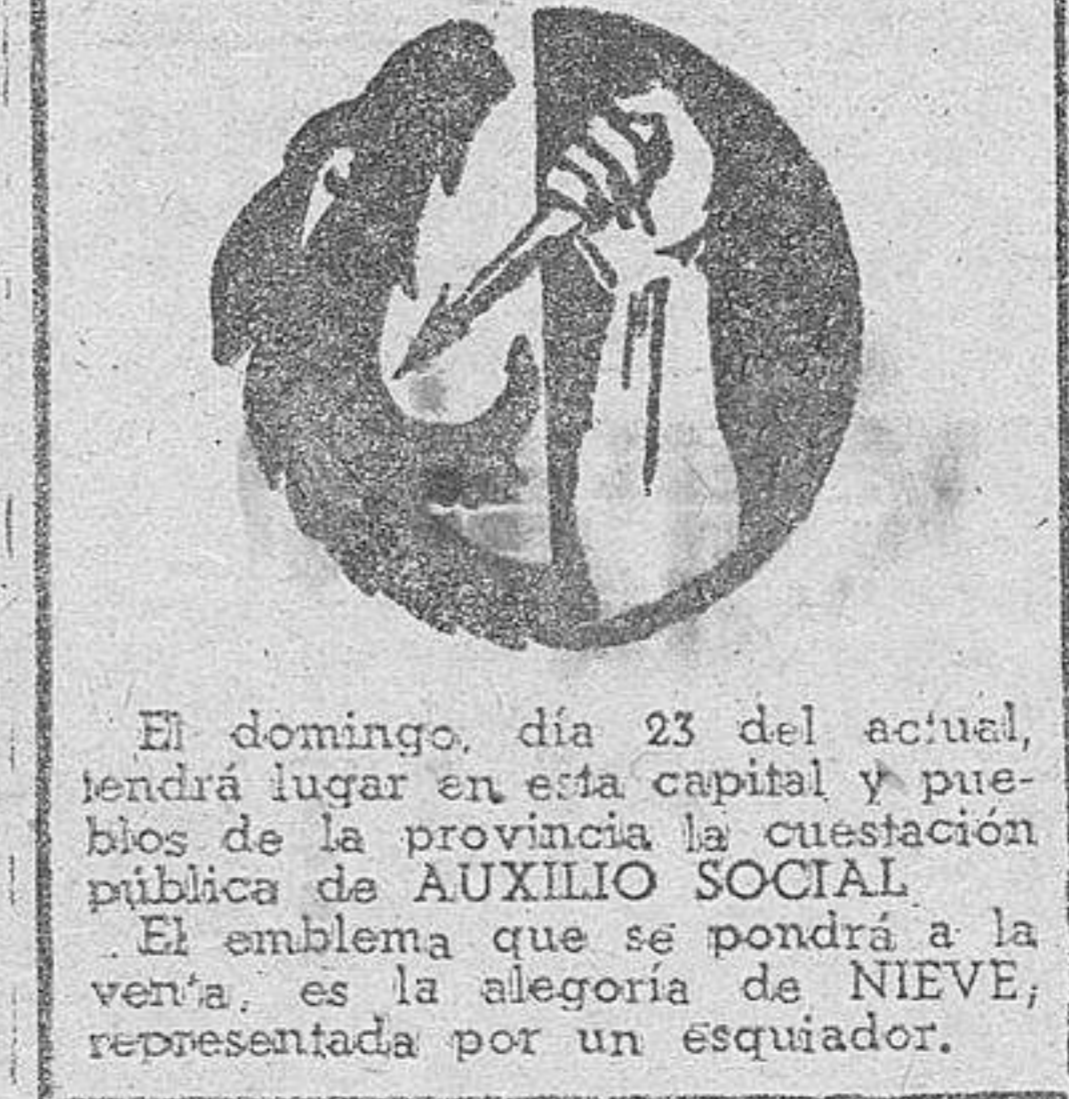 El domingo, día 23 del actual,
tendrá lugar en esta capital y pue-
blos de la provincia la cuestación
pública de AUXILIO SOCIAL
El emblema que se pondrá a la
venta, es la alegoría de NIEVE,
representada por un esquiador.